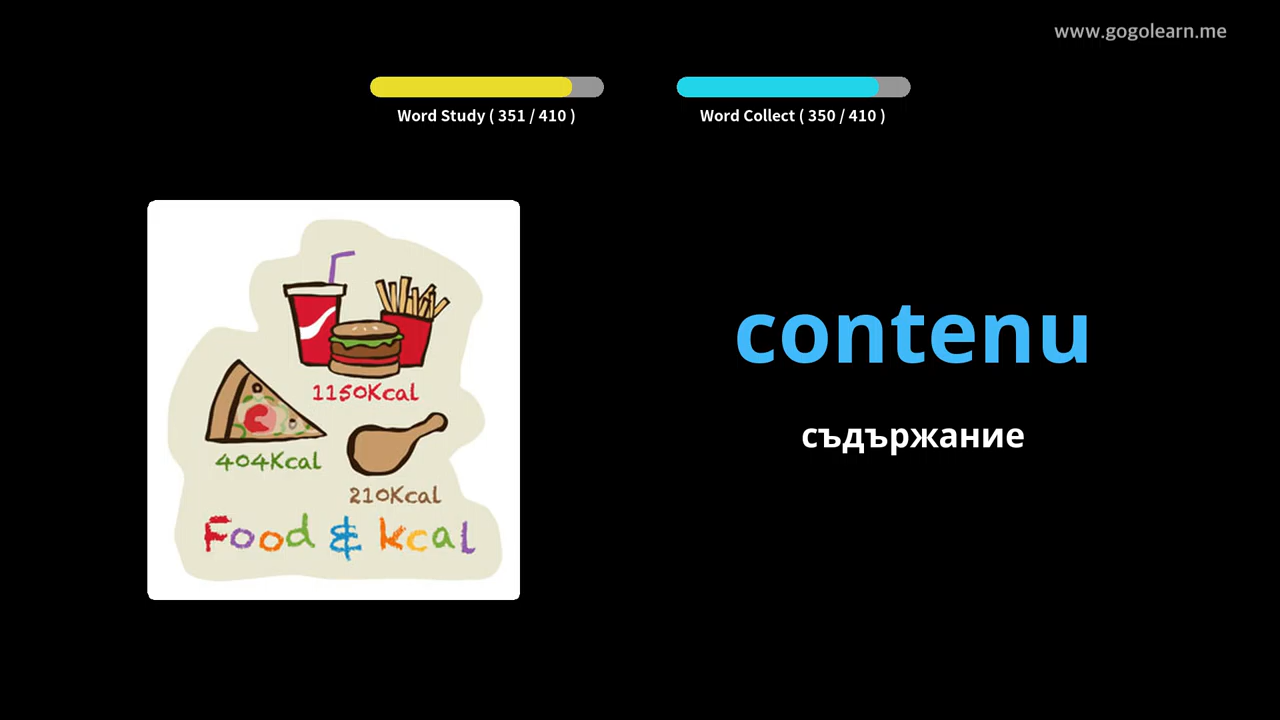 www.gogolearn.me
Word Study ( 351 / 410 )
Word Collect ( 350 / 410 )
1150Kcal
404Kcal
210Kcal
Food & kcal
contenu
съдържание